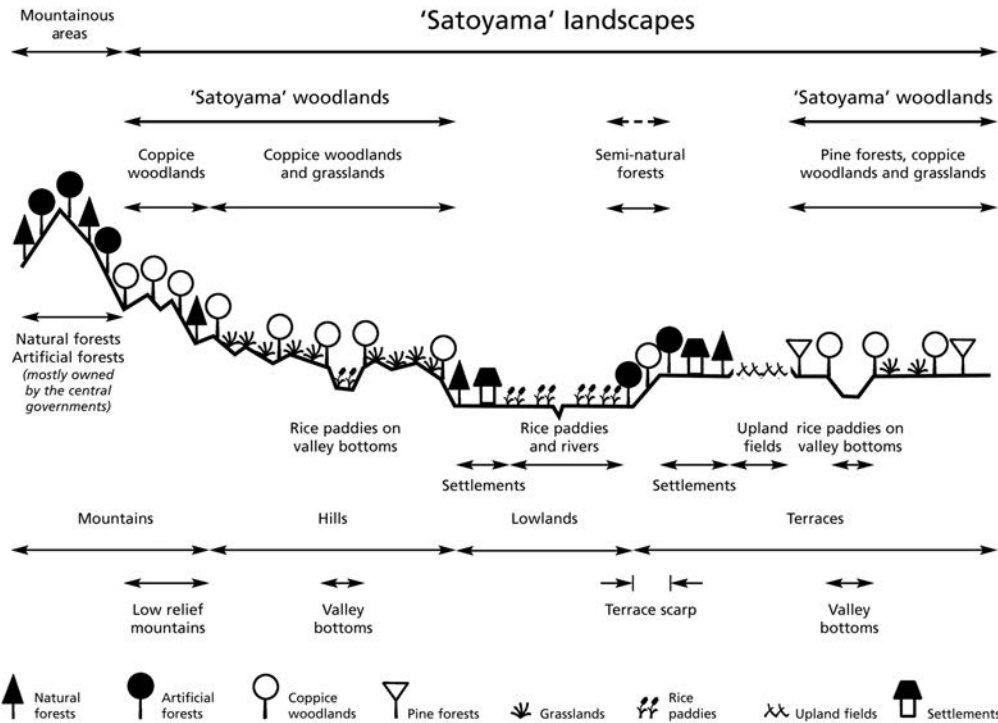 Mountainous
areas
'Satoyama' landscapes
'Satoyama' woodlands
'Satoyama' woodlands
Coppice
woodlands
Coppice woodlands
and grasslands
Semi-natural
forests
Pine forests, coppice
woodlands and grasslands
Natural forests
Artificial forests
(mostly owned
by the central
governments)
Rice paddies on
valley bottoms
Rice paddies
and rivers
Upland
fields
rice paddies on
valley bottoms
Settlements
Settlements
Mountains
Hills
Lowlands
Terraces
Low relief
mountains
Valley
bottoms
Terrace scarp
Valley
bottoms
Natural
forests
Artificial
forests
Coppice
woodlands
Pine forests
Grasslands
Rice
paddies
Upland fields
Settlements